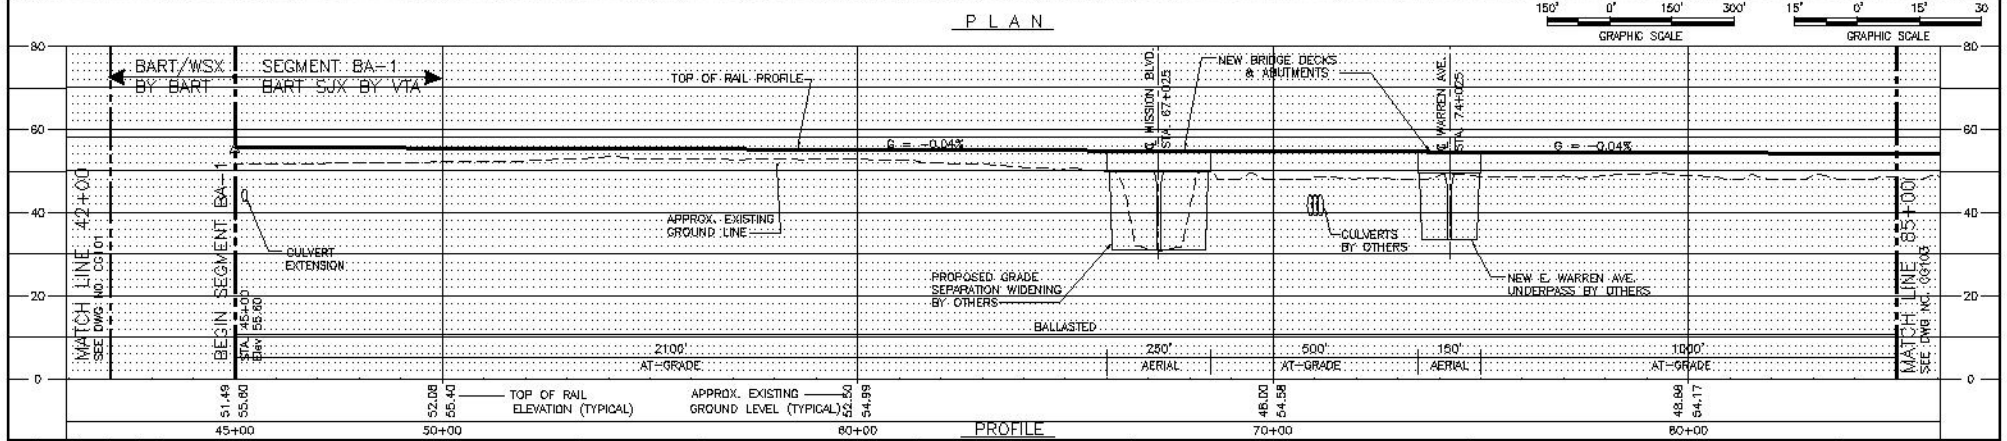 PLAN
150' 0' 150' 300'
GRAPHIC SCALE
15' 0' 15' 30
GRAPHIC SCALE
80
60
40
20
0
80
60
40
20
0
BART/WSX
BY BART
SEGMENT BA-1
BART SJX BY VTA
TOP OF RAIL PROFILE
MISSION BLVD.
STA. 67+025
NEW BRIDGE DECKS
& ABUTMENTS
WARREN AVE.
STA. 74+025
G = -0.04%
G = -0.04%
MATCH LINE 42+00
SEE DWG NO. CG101
BEGIN SEGMENT BA-1
STA. 45+00
Elev 55.60
CULVERT
EXTENSION
APPROX. EXISTING
GROUND LINE
PROPOSED GRADE
SEPARATION WIDENING
BY OTHERS
CULVERTS
BY OTHERS
NEW E. WARREN AVE.
UNDERPASS BY OTHERS
MATCH LINE 85+00
SEE DWG NO. CG103
BALLASTED
2100'
AT-GRADE
250'
AERIAL
500'
AT-GRADE
150'
AERIAL
1000'
AT-GRADE
51.49
55.60
52.08
55.40
TOP OF RAIL
ELEVATION (TYPICAL)
APPROX. EXISTING
GROUND LEVEL (TYPICAL)
52.50
54.99
48.00
54.58
48.84
54.17
45+00
50+00
60+00
PROFILE
70+00
80+00